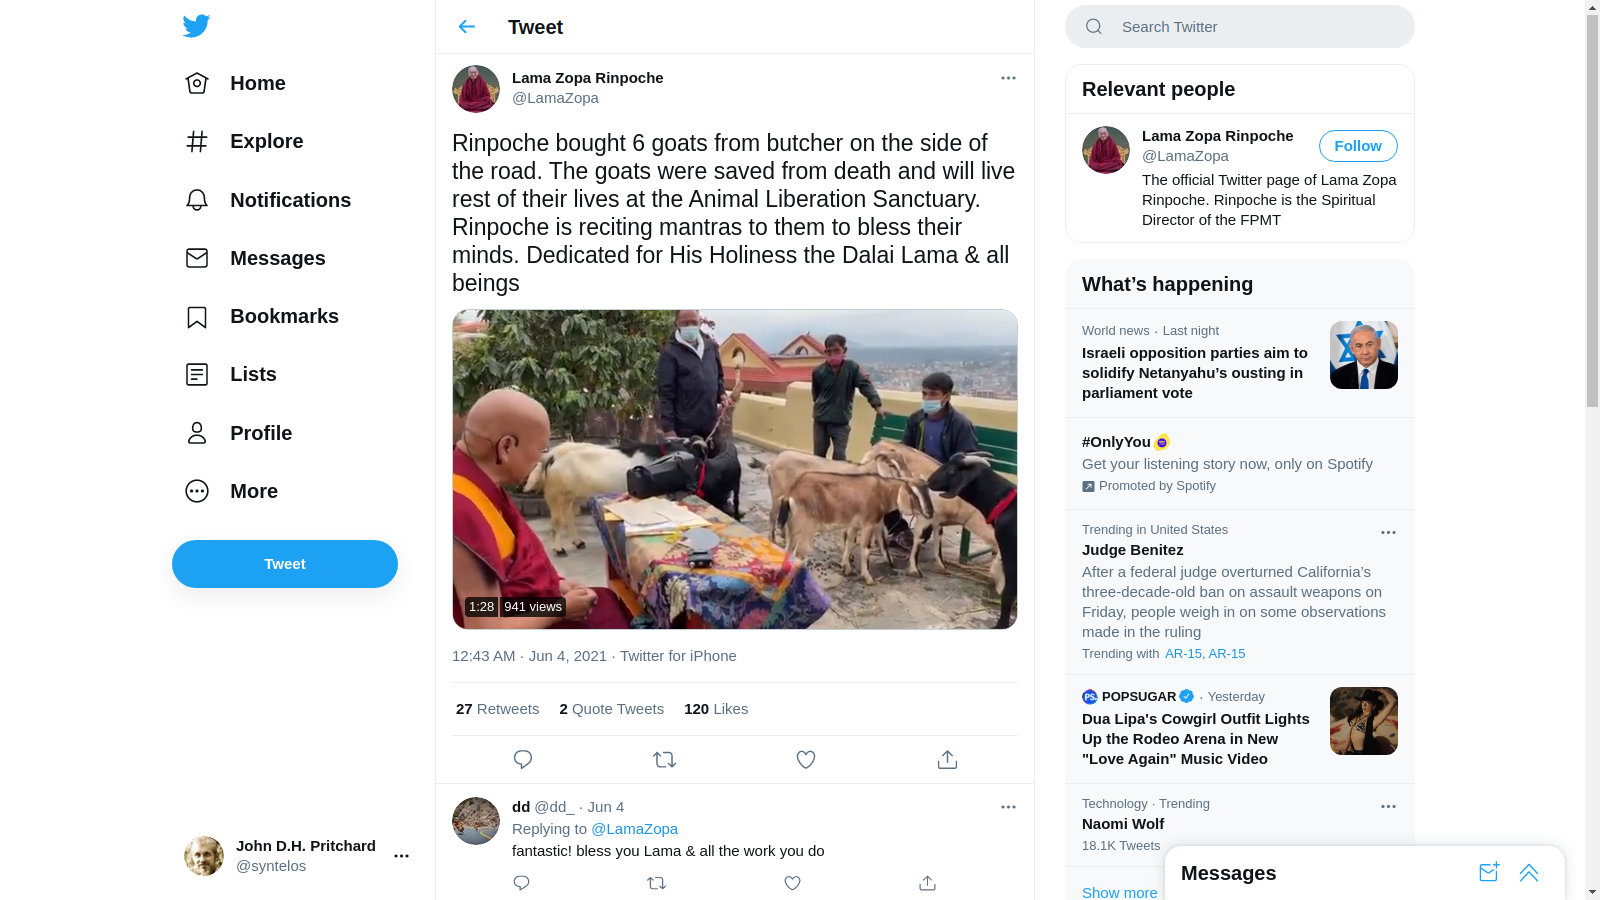 Tweet
Search Twitter
Home
Explore
Notifications
Messages
Bookmarks
Lists
Profile
More
Tweet
John D.H. Pritchard
@syntelos
Lama Zopa Rinpoche
@LamaZopa
Rinpoche bought 6 goats from butcher on the side of
the road. The goats were saved from death and will live
rest of their lives at the Animal Liberation Sanctuary.
Rinpoche is reciting mantras to them to bless their
minds. Dedicated for His Holiness the Dalai Lama & all
beings
1:28 941 views
12:43 AM · Jun 4, 2021 · Twitter for iPhone
27 Retweets 2 Quote Tweets 120 Likes
dd @dd_ · Jun 4
Replying to @LamaZopa
fantastic! bless you Lama & all the work you do
Relevant people
Lama Zopa Rinpoche
@LamaZopa
Follow
The official Twitter page of Lama Zopa
Rinpoche. Rinpoche is the Spiritual
Director of the FPMT
What’s happening
World news · Last night
Israeli opposition parties aim to
solidify Netanyahu’s ousting in
parliament vote
#OnlyYou
Get your listening story now, only on Spotify
Promoted by Spotify
Trending in United States
Judge Benitez
After a federal judge overturned California’s
three-decade-old ban on assault weapons on
Friday, people weigh in on some observations
made in the ruling
Trending with AR-15, AR-15
PS. POPSUGAR · Yesterday
Dua Lipa's Cowgirl Outfit Lights
Up the Rodeo Arena in New
"Love Again" Music Video
Technology · Trending
Naomi Wolf
18.1K Tweets
Show more
Messages